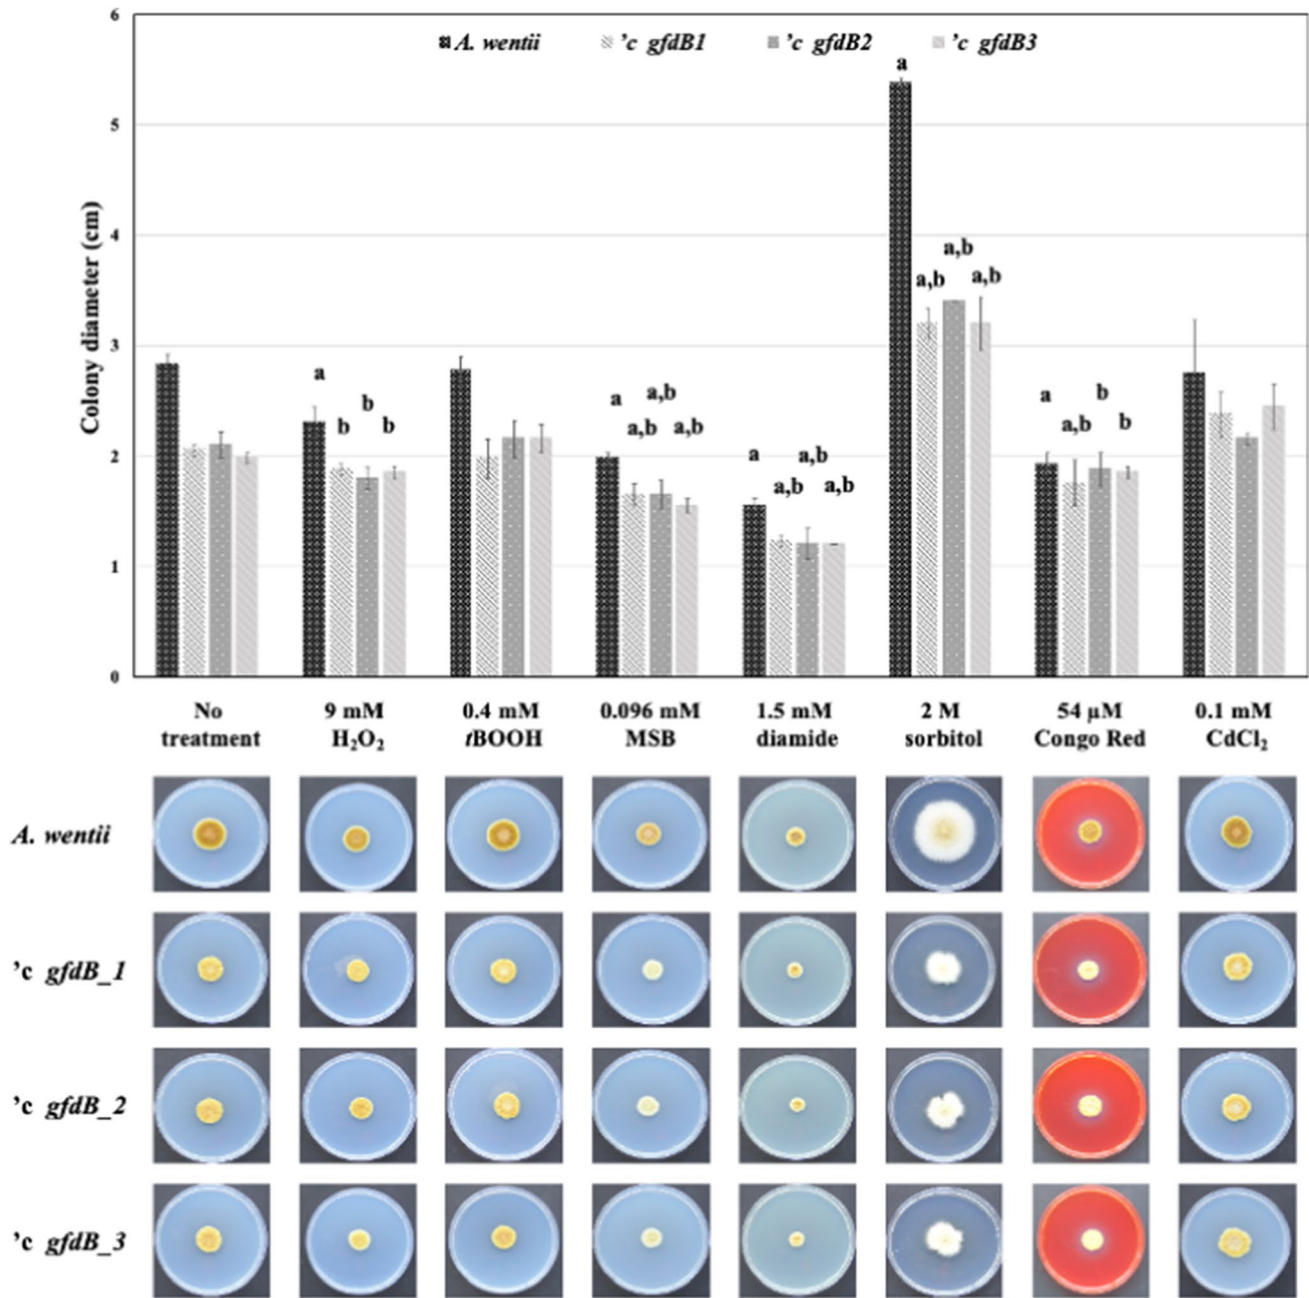 6
A. wentii 'c gfdB1 'c gfdB2 'c gfdB3
a
5
Colony diameter (cm)
4
a,b
a,b a,b
3
a a,b
a b a b
b b a,b a,b a,b b
2
a a,b
a,b a,b
1
0
No 9 mM 0.4 mM 0.096 mM 1.5 mM 2 M 54 µM 0.1 mM
treatment H₂O₂ tBOOH MSB diamide sorbitol Congo Red CdCl₂
A. wentii
'c gfdB_1
'c gfdB_2
'c gfdB_3